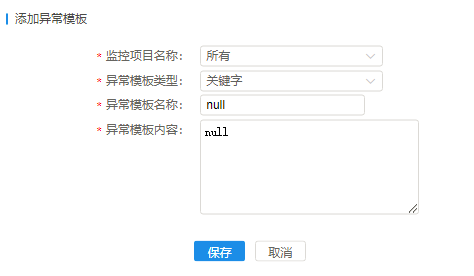 添加异常模板
* 监控项目名称： 所有
* 异常模板类型： 关键字
* 异常模板名称： null
* 异常模板内容： null
保存 取消